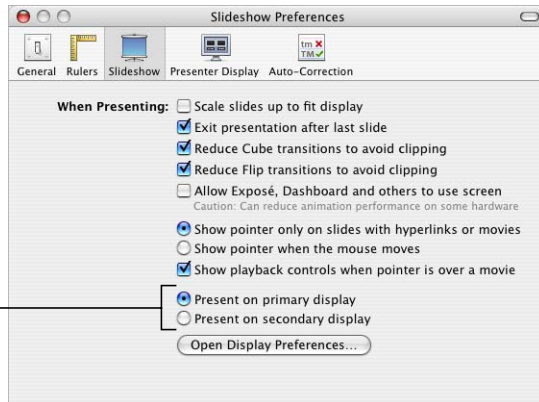 Slideshow Preferences
tm
TM
General Rulers Slideshow Presenter Display Auto-Correction
When Presenting: Scale slides up to fit display
Exit presentation after last slide
Reduce Cube transitions to avoid clipping
Reduce Flip transitions to avoid clipping
Allow Exposé, Dashboard and others to use screen
Caution: Can reduce animation performance on some hardware
Show pointer only on slides with hyperlinks or movies
Show pointer when the mouse moves
Show playback controls when pointer is over a movie
Present on primary display
Present on secondary display
Open Display Preferences...